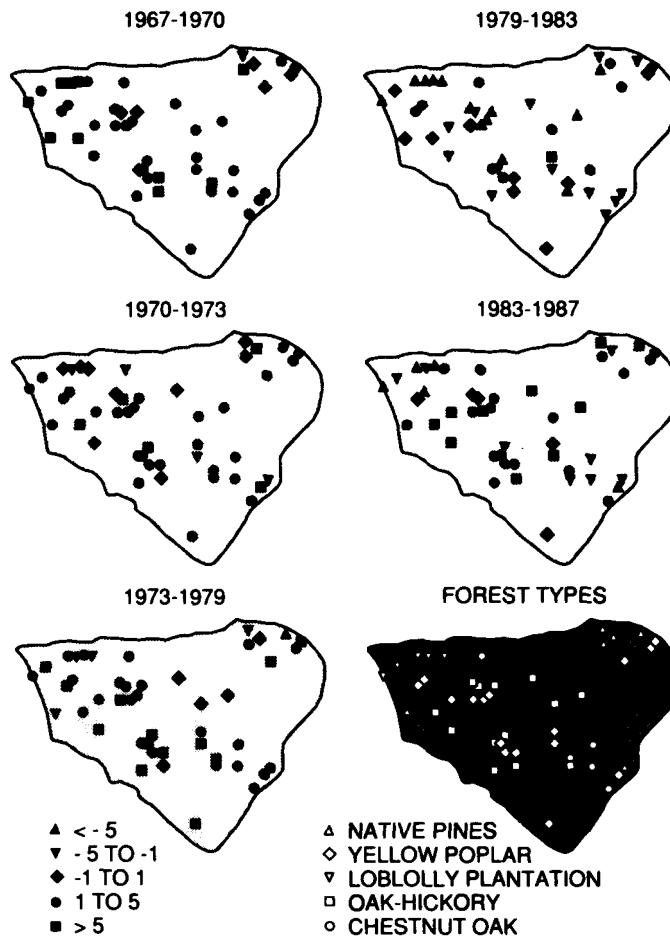 1967-1970
1979-1983
1970-1973
1983-1987
1973-1979
FOREST TYPES
< - 5
- 5 TO -1
-1 TO 1
1 TO 5
> 5
NATIVE PINES
YELLOW POPLAR
LOBLOLLY PLANTATION
OAK-HICKORY
CHESTNUT OAK